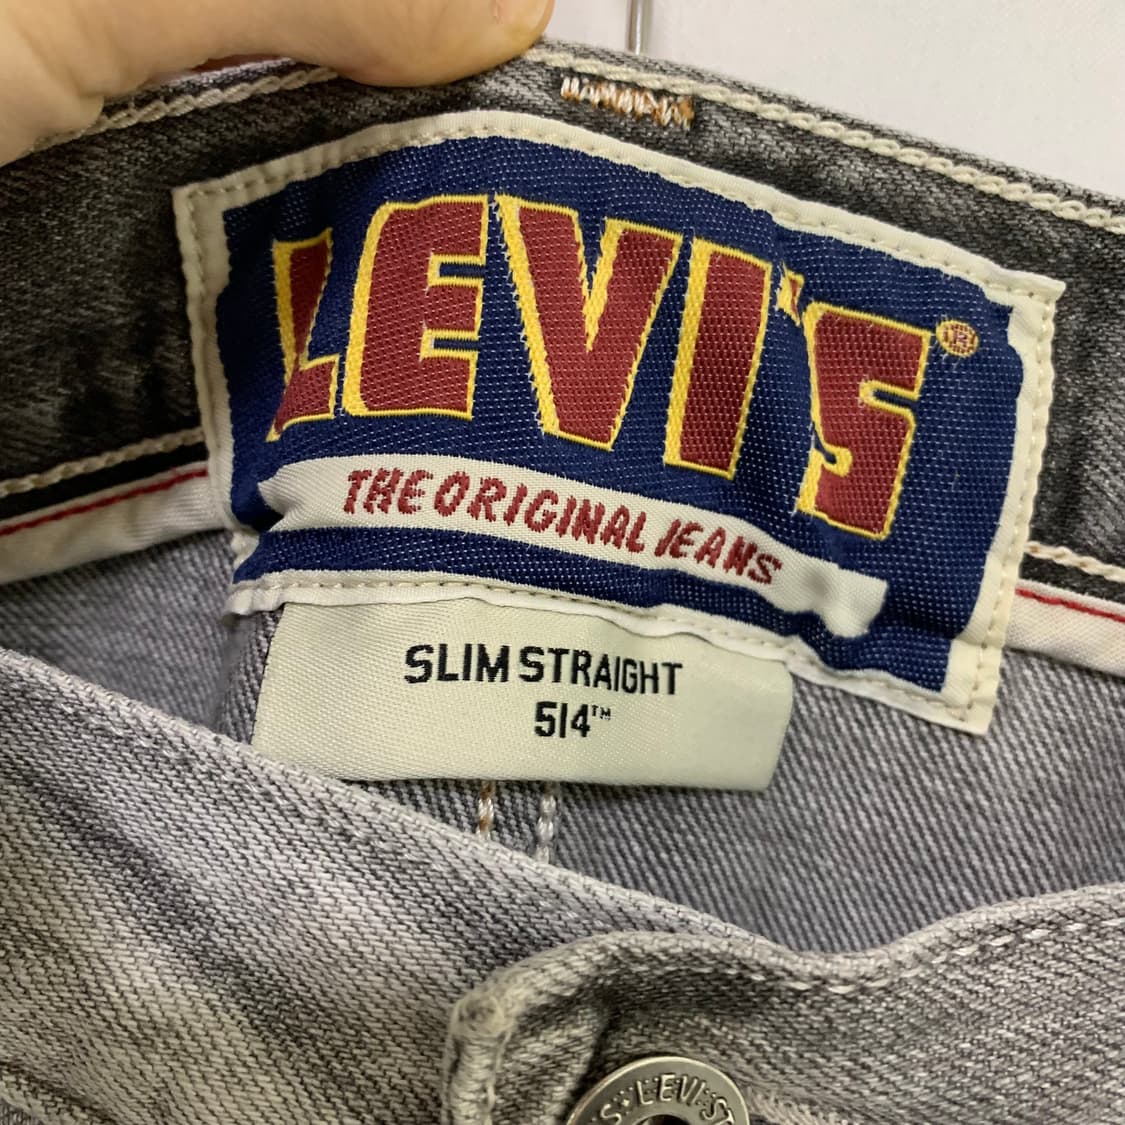 LEVI'S®
THE ORIGINAL JEANS
SLIM STRAIGHT
514™